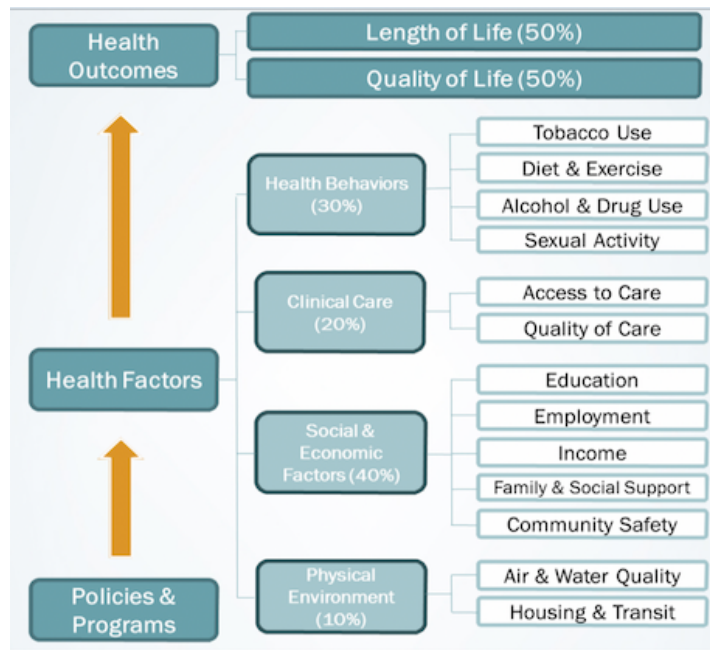 Health
Outcomes
Length of Life (50%)
Quality of Life (50%)
Health Behaviors
(30%)
Tobacco Use
Diet & Exercise
Alcohol & Drug Use
Sexual Activity
Clinical Care
(20%)
Access to Care
Quality of Care
Health Factors
Social &
Economic
Factors (40%)
Education
Employment
Income
Family & Social Support
Community Safety
Physical
Environment
(10%)
Air & Water Quality
Housing & Transit
Policies &
Programs